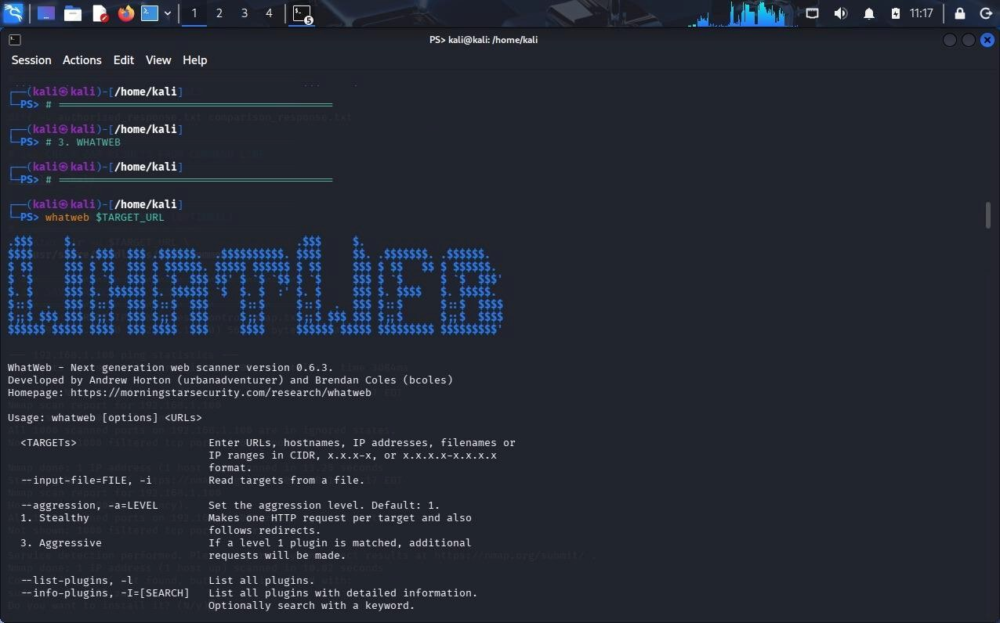 1 2 3 4 5 11:17
PS> kali@kali: /home/kali
Session Actions Edit View Help
┌──(kali㉿kali)-[/home/kali]
└─PS> # ============================================
authorized_response.txt comparison_response.txt
┌──(kali㉿kali)-[/home/kali]
└─PS> # 3. WHATWEB
┌──(kali㉿kali)-[/home/kali]
└─PS> # ============================================
┌──(kali㉿kali)-[/home/kali]
└─PS> whatweb $TARGET_URL
WHATWEB
WhatWeb - Next generation web scanner version 0.6.3.
Developed by Andrew Horton (urbanadventurer) and Brendan Coles (bcoles)
Homepage: https://morningstarsecurity.com/research/whatweb
Usage: whatweb [options] <URLs>
<TARGETs> Enter URLs, hostnames, IP addresses, filenames or
IP ranges in CIDR, x.x.x-x, or x.x.x.x-x.x.x.x
format.
--input-file=FILE, -i Read targets from a file.
--aggression, -a=LEVEL Set the aggression level. Default: 1.
1. Stealthy Makes one HTTP request per target and also
follows redirects.
3. Aggressive If a level 1 plugin is matched, additional
requests will be made.
--list-plugins, -l List all plugins.
--info-plugins, -I=[SEARCH] List all plugins with detailed information.
Optionally search with a keyword.